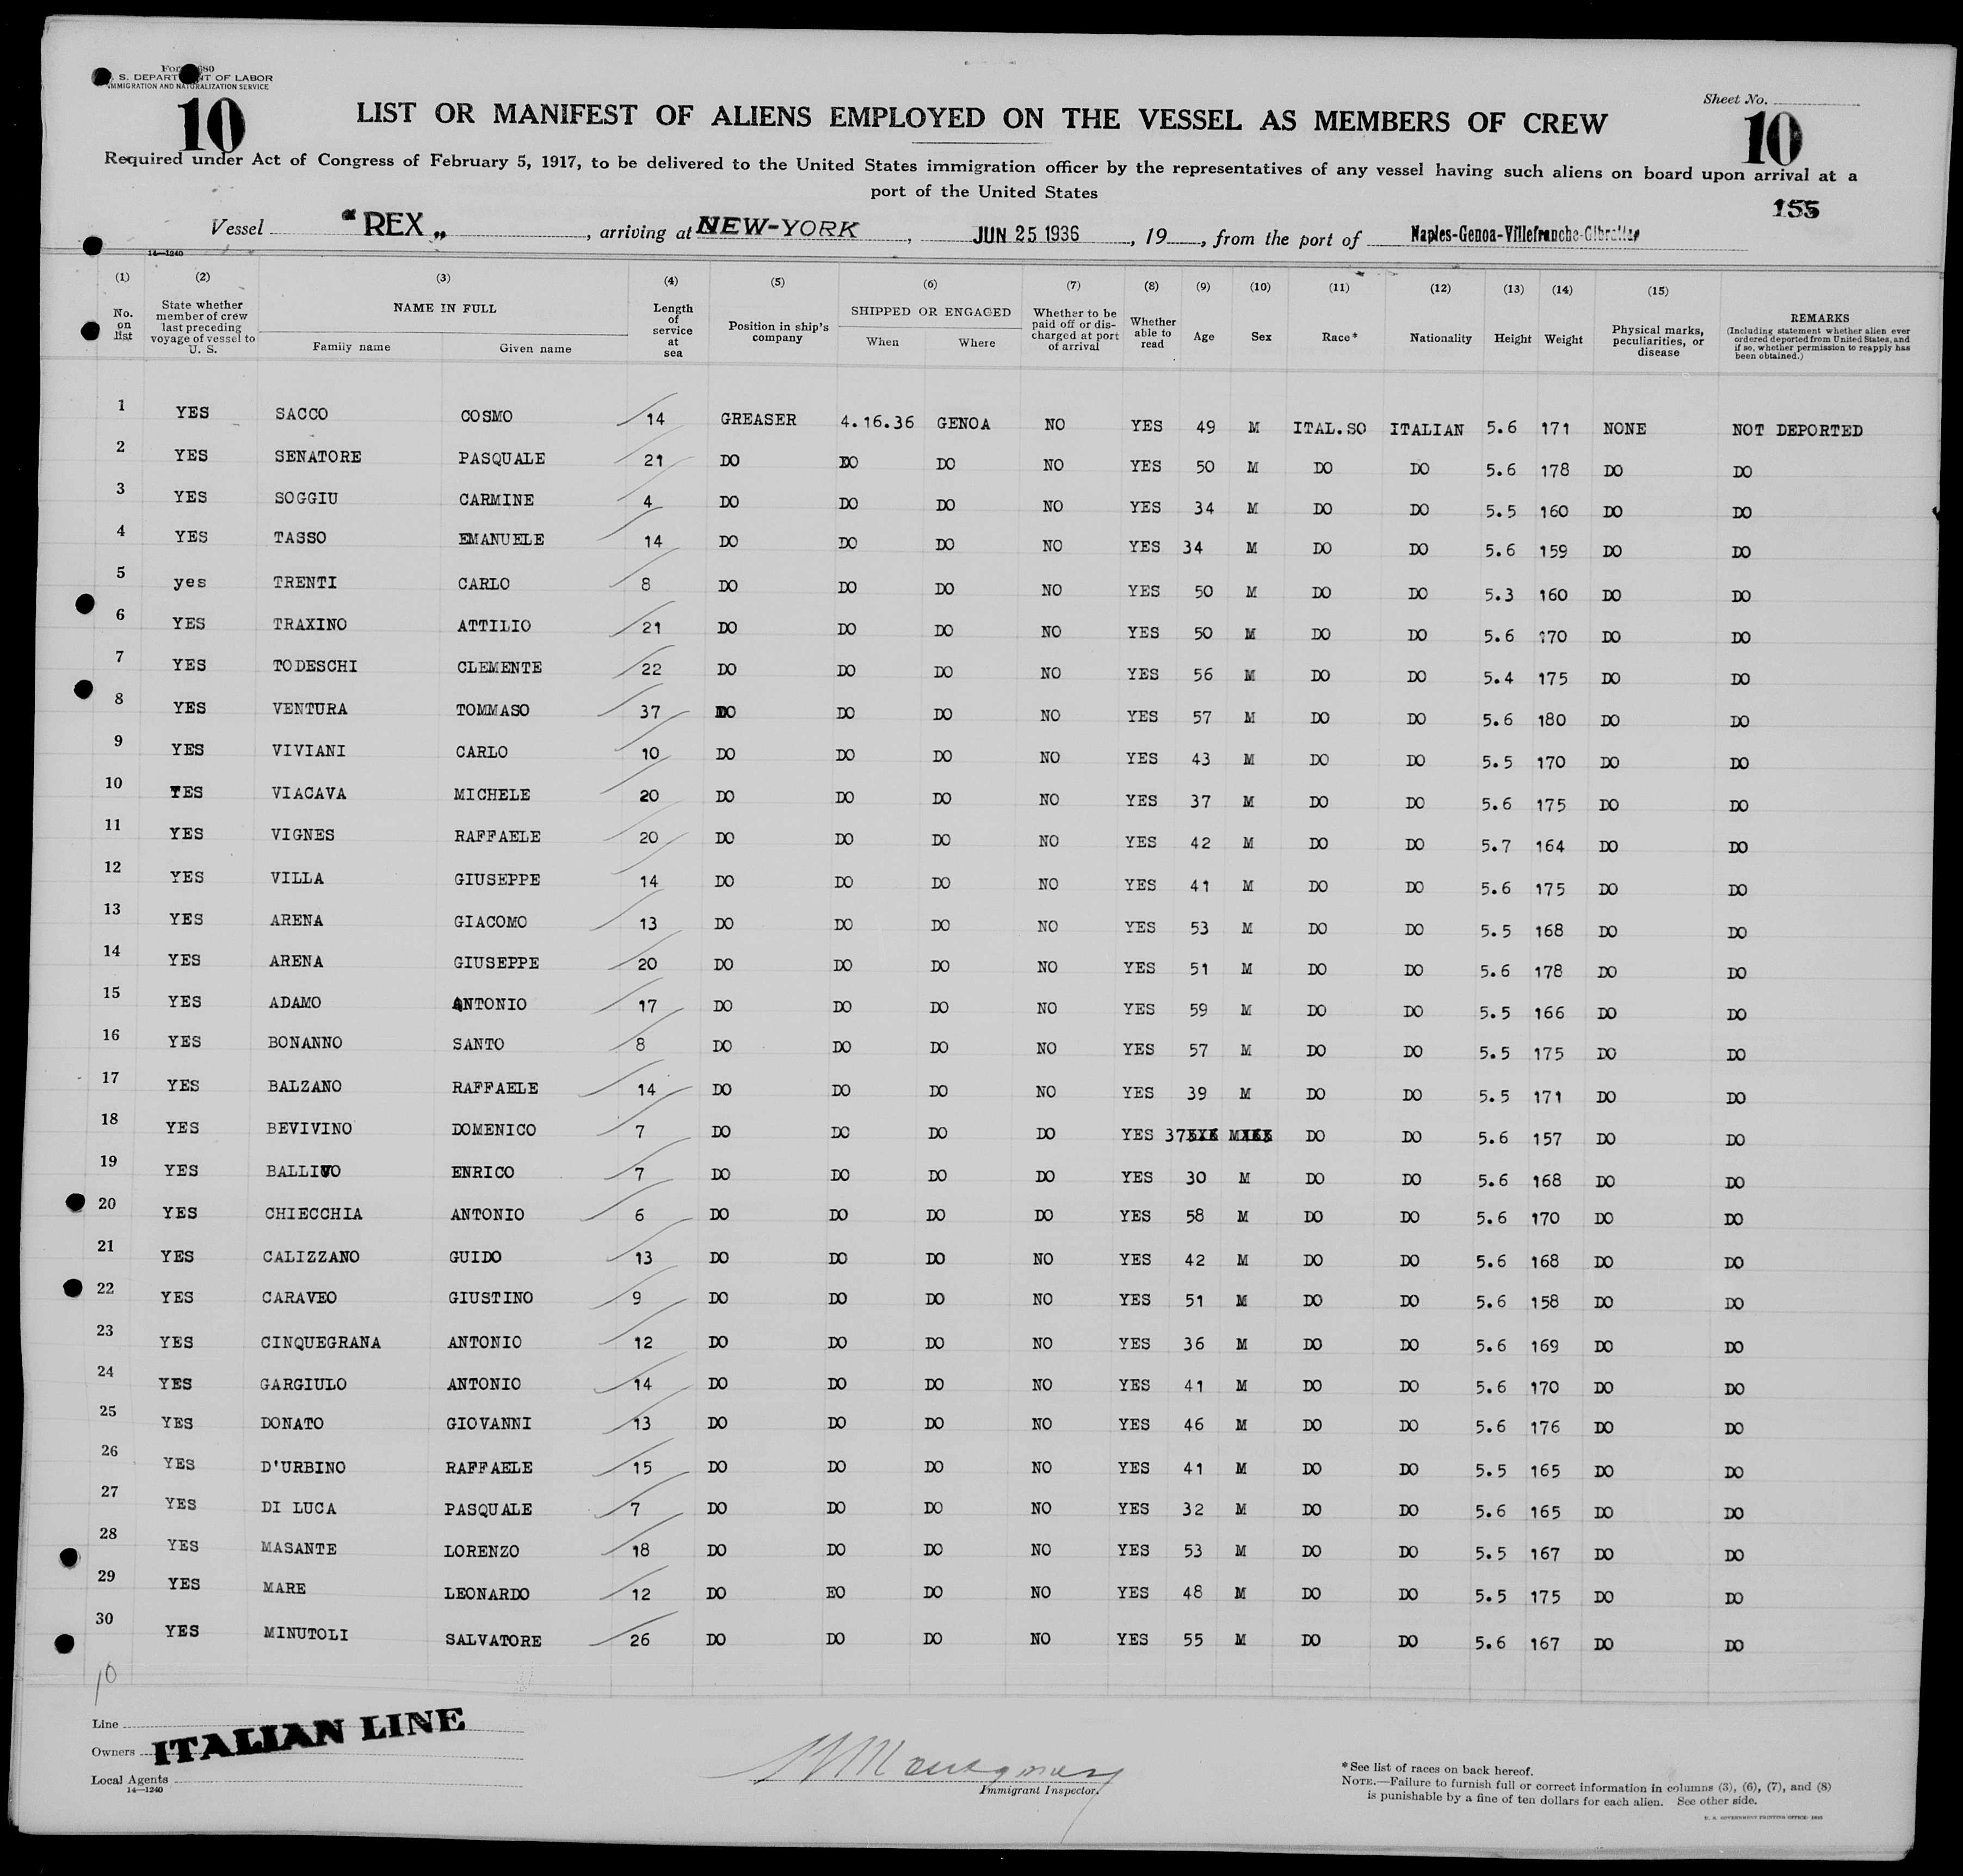 Form 680
U. S. DEPARTMENT OF LABOR
IMMIGRATION AND NATURALIZATION SERVICE
Sheet No.
10
10
LIST OR MANIFEST OF ALIENS EMPLOYED ON THE VESSEL AS MEMBERS OF CREW
Required under Act of Congress of February 5, 1917, to be delivered to the United States immigration officer by the representatives of any vessel having such aliens on board upon arrival at a
port of the United States
155
Vessel "REX„ , arriving at NEW-YORK , JUN 25 1936 , 19 , from the port of Naples-Genoa-Villefranche-Gibraltar
14—1240
(1) (2) (3) (4) (5) (6) (7) (8) (9) (10) (11) (12) (13) (14) (15)
No. on list
State whether member of crew last preceding voyage of vessel to U. S.
NAME IN FULL
Family name Given name
Length of service at sea
Position in ship's company
SHIPPED OR ENGAGED
When Where
Whether to be paid off or discharged at port of arrival
Whether able to read
Age Sex Race* Nationality Height Weight
Physical marks, peculiarities, or disease
REMARKS
(Including statement whether alien ever ordered deported from United States, and if so, whether permission to reapply has been obtained.)
1 YES SACCO COSMO 14 GREASER 4.16.36 GENOA NO YES 49 M ITAL.SO ITALIAN 5.6 171 NONE NOT DEPORTED
2 YES SENATORE PASQUALE 21 DO DO DO NO YES 50 M DO DO 5.6 178 DO DO
3 YES SOGGIU CARMINE 4 DO DO DO NO YES 34 M DO DO 5.5 160 DO DO
4 YES TASSO EMANUELE 14 DO DO DO NO YES 34 M DO DO 5.6 159 DO DO
5 yes TRENTI CARLO 8 DO DO DO NO YES 50 M DO DO 5.3 160 DO DO
6 YES TRAXINO ATTILIO 21 DO DO DO NO YES 50 M DO DO 5.6 170 DO DO
7 YES TODESCHI CLEMENTE 22 DO DO DO NO YES 56 M DO DO 5.4 175 DO DO
8 YES VENTURA TOMMASO 37 DO DO DO NO YES 57 M DO DO 5.6 180 DO DO
9 YES VIVIANI CARLO 10 DO DO DO NO YES 43 M DO DO 5.5 170 DO DO
10 YES VIACAVA MICHELE 20 DO DO DO NO YES 37 M DO DO 5.6 175 DO DO
11 YES VIGNES RAFFAELE 20 DO DO DO NO YES 42 M DO DO 5.7 164 DO DO
12 YES VILLA GIUSEPPE 14 DO DO DO NO YES 41 M DO DO 5.6 175 DO DO
13 YES ARENA GIACOMO 13 DO DO DO NO YES 53 M DO DO 5.5 168 DO DO
14 YES ARENA GIUSEPPE 20 DO DO DO NO YES 51 M DO DO 5.6 178 DO DO
15 YES ADAMO ANTONIO 17 DO DO DO NO YES 59 M DO DO 5.5 166 DO DO
16 YES BONANNO SANTO 8 DO DO DO NO YES 57 M DO DO 5.5 175 DO DO
17 YES BALZANO RAFFAELE 14 DO DO DO NO YES 39 M DO DO 5.5 171 DO DO
18 YES BEVIVINO DOMENICO 7 DO DO DO DO YES 37 M DO DO 5.6 157 DO DO
19 YES BALLIVO ENRICO 7 DO DO DO DO YES 30 M DO DO 5.6 168 DO DO
20 YES CHIECCHIA ANTONIO 6 DO DO DO DO YES 58 M DO DO 5.6 170 DO DO
21 YES CALIZZANO GUIDO 13 DO DO DO NO YES 42 M DO DO 5.6 168 DO DO
22 YES CARAVEO GIUSTINO 9 DO DO DO NO YES 51 M DO DO 5.6 158 DO DO
23 YES CINQUEGRANA ANTONIO 12 DO DO DO NO YES 36 M DO DO 5.6 169 DO DO
24 YES GARGIULO ANTONIO 14 DO DO DO NO YES 41 M DO DO 5.6 170 DO DO
25 YES DONATO GIOVANNI 13 DO DO DO NO YES 46 M DO DO 5.6 176 DO DO
26 YES D'URBINO RAFFAELE 15 DO DO DO NO YES 41 M DO DO 5.5 165 DO DO
27 YES DI LUCA PASQUALE 7 DO DO DO NO YES 32 M DO DO 5.6 165 DO DO
28 YES MASANTE LORENZO 18 DO DO DO NO YES 53 M DO DO 5.5 167 DO DO
29 YES MARE LEONARDO 12 DO EO DO NO YES 48 M DO DO 5.5 175 DO DO
30 YES MINUTOLI SALVATORE 26 DO DO DO NO YES 55 M DO DO 5.6 167 DO DO
10
Line
Owners ITALIAN LINE
Local Agents
14—1240
Immigrant Inspector.
*See list of races on back hereof.
NOTE.—Failure to furnish full or correct information in columns (3), (6), (7), and (8)
is punishable by a fine of ten dollars for each alien. See other side.